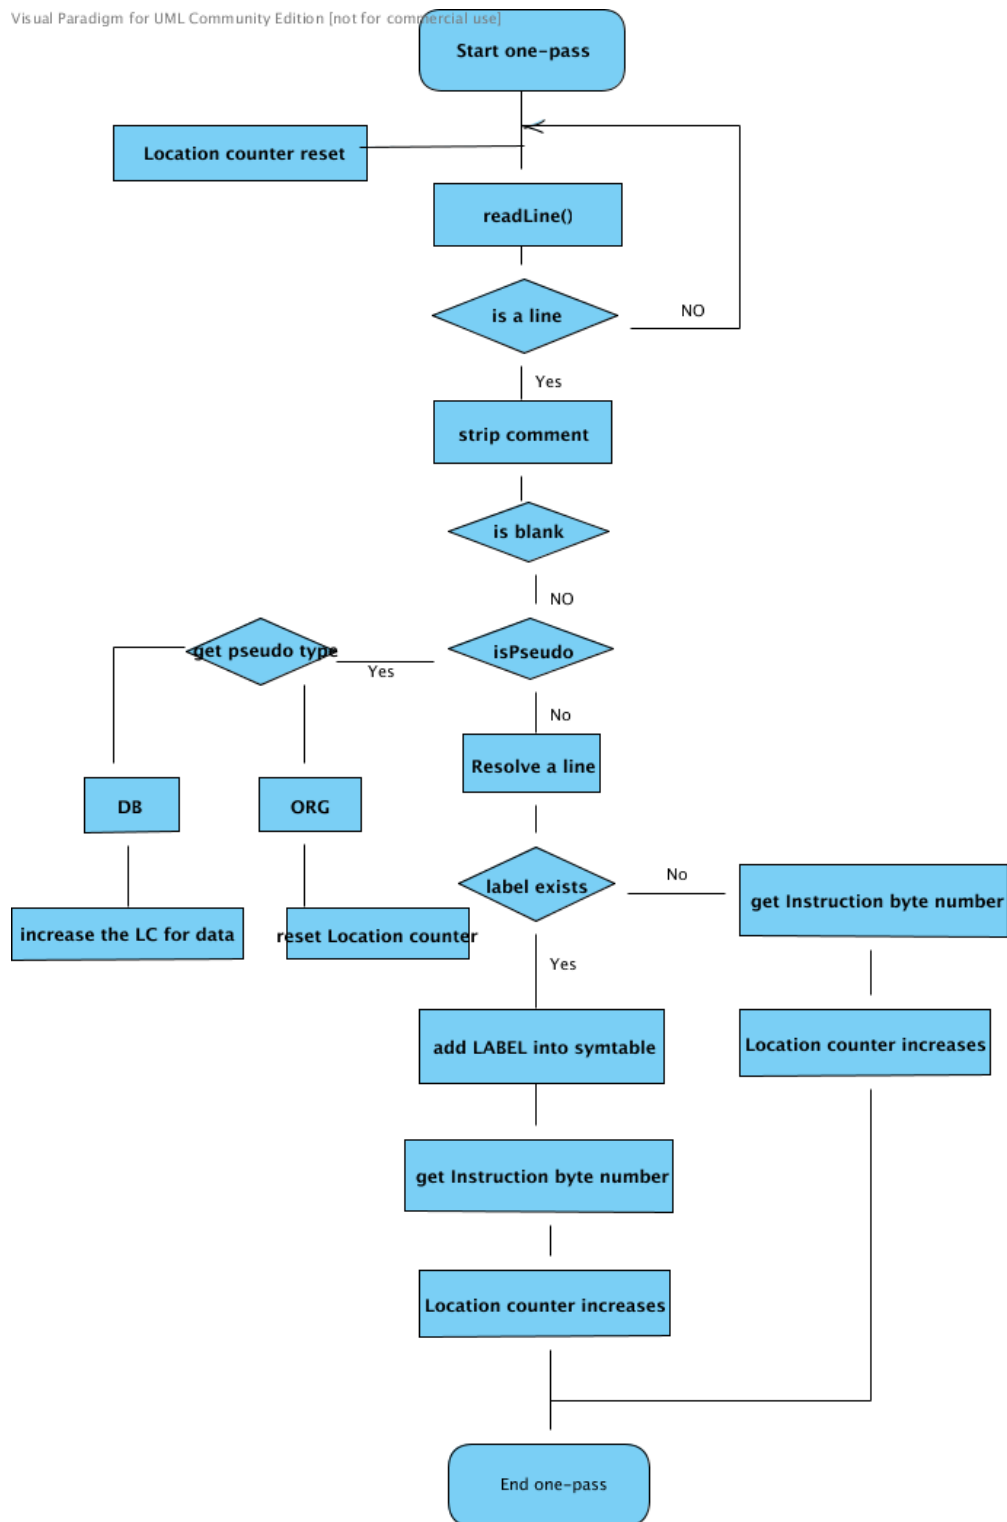 Visual Paradigm for UML Community Edition [not for commercial use]
Start one-pass
Location counter reset
readLine()
is a line
NO
Yes
strip comment
is blank
NO
get pseudo type
Yes
isPseudo
No
Resolve a line
DB
ORG
label exists
No
get Instruction byte number
increase the LC for data
reset Location counter
Yes
add LABEL into symtable
Location counter increases
get Instruction byte number
Location counter increases
End one-pass